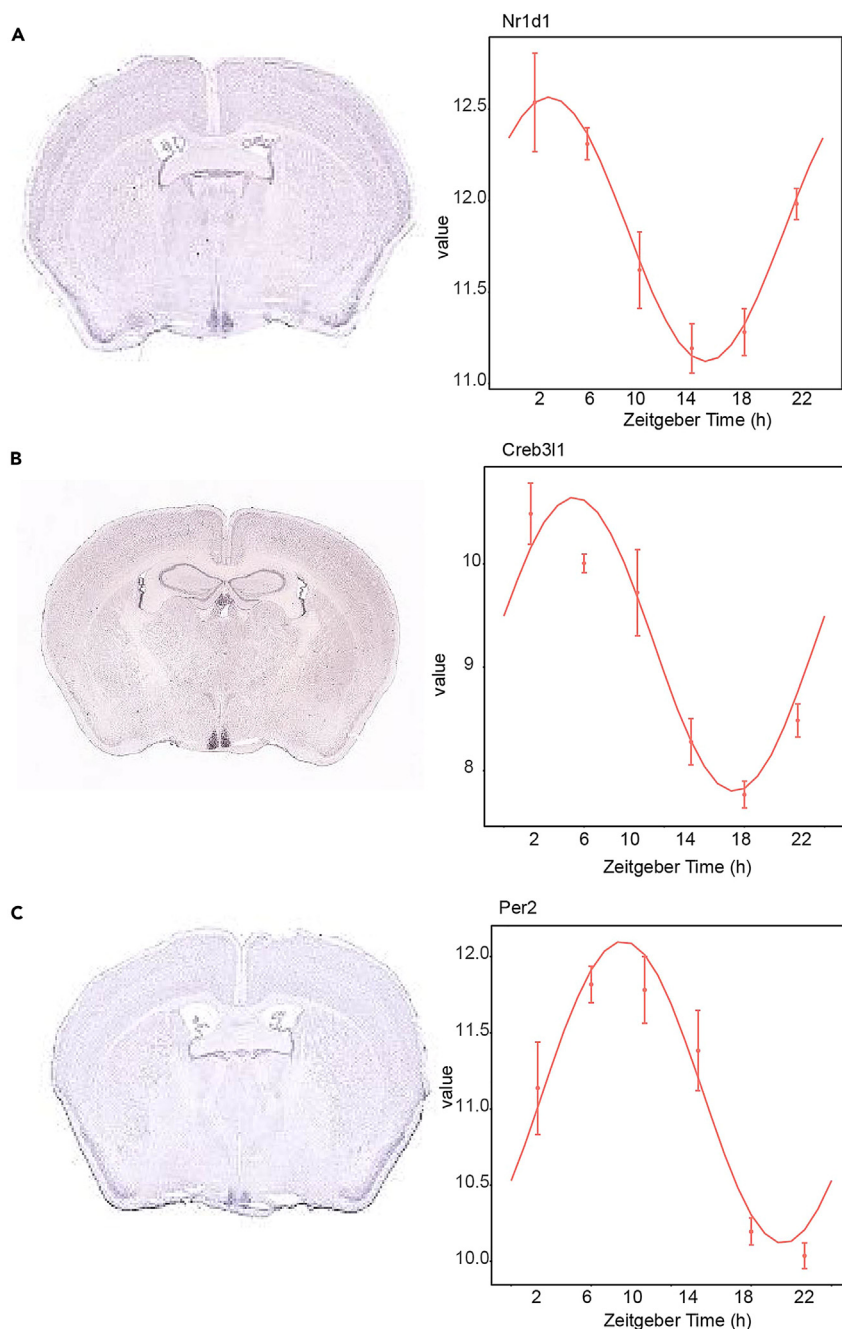 A
Nr1d1
value
12.5
12.0
11.5
11.0
2 6 10 14 18 22
Zeitgeber Time (h)
B
Creb3l1
value
10
9
8
2 6 10 14 18 22
Zeitgeber Time (h)
C
Per2
value
12.0
11.5
11.0
10.5
10.0
2 6 10 14 18 22
Zeitgeber Time (h)